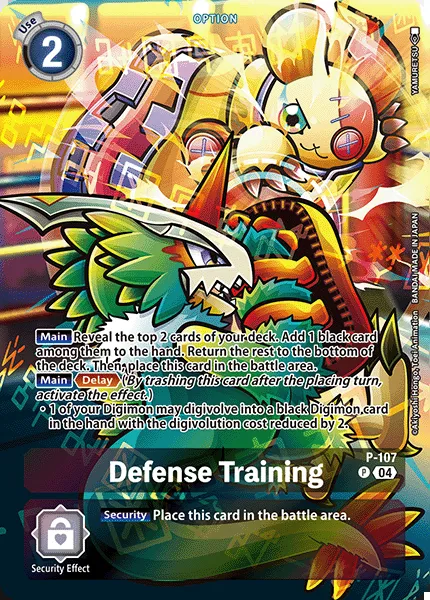 OPTION
Use
2
YAMURETSU
©Akiyoshi Hongo, Toei Animation BANDAI MADE IN JAPAN
Main Reveal the top 2 cards of your deck. Add 1 black card
among them to the hand. Return the rest to the bottom of
the deck. Then, place this card in the battle area.
Main Delay (By trashing this card after the placing turn,
activate the effect.)
・1 of your Digimon may digivolve into a black Digimon card
in the hand with the digivolution cost reduced by 2.
P-107
Defense Training
P 04
Security Place this card in the battle area.
Security Effect